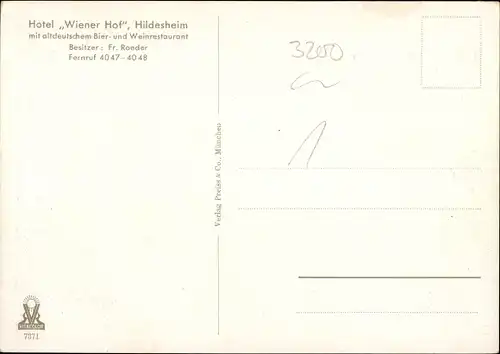 Hotel „Wiener Hof", Hildesheim
mit altdeutschem Bier- und Weinrestaurant
Besitzer: Fr. Ronder
Fernruf 4047-4048
3200
1
Verlag Preiss & Co., München
7871